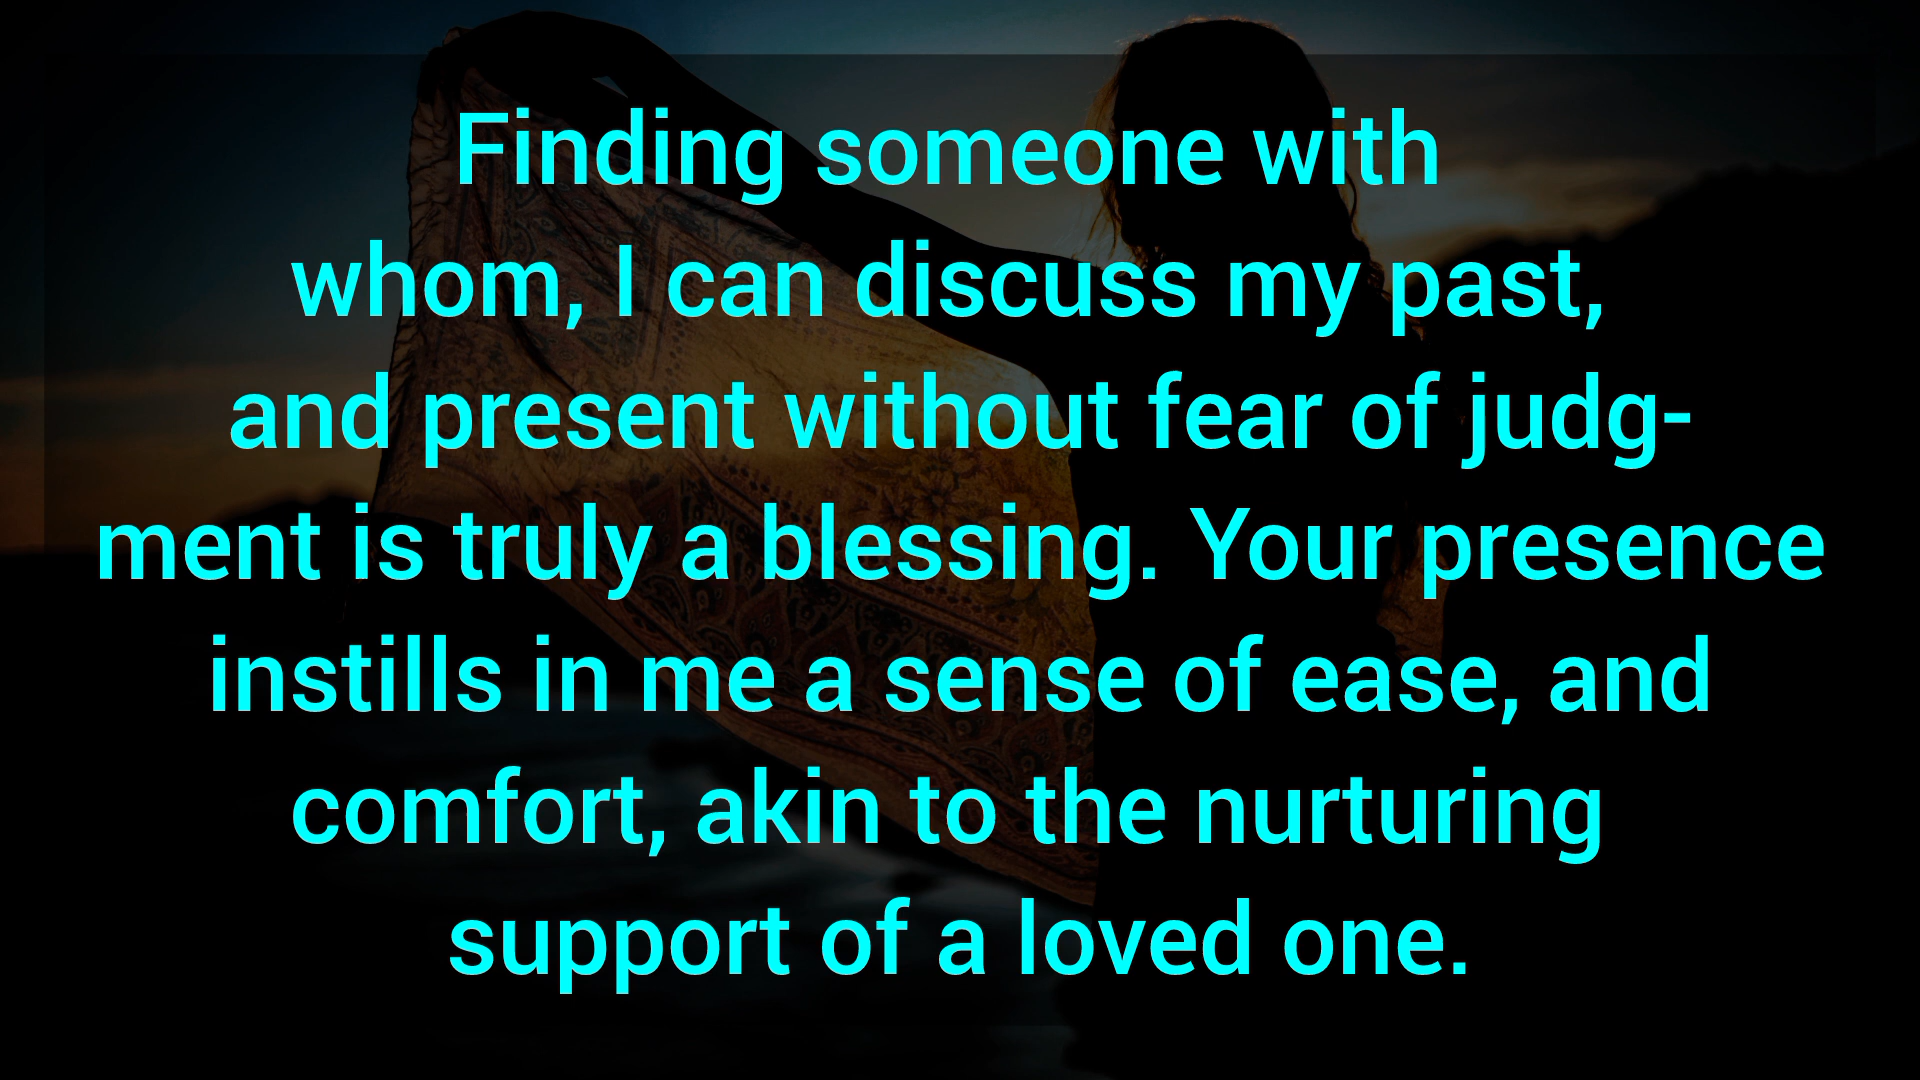 Finding someone with
whom, I can discuss my past,
and present without fear of judg-
ment is truly a blessing. Your presence
instills in me a sense of ease, and
comfort, akin to the nurturing
support of a loved one.